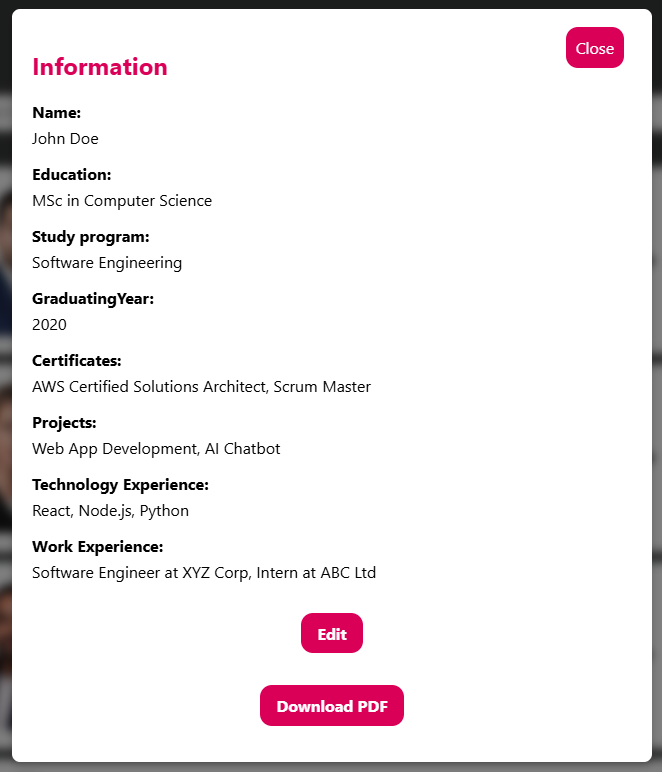 Close
Information
Name:
John Doe
Education:
MSc in Computer Science
Study program:
Software Engineering
GraduatingYear:
2020
Certificates:
AWS Certified Solutions Architect, Scrum Master
Projects:
Web App Development, AI Chatbot
Technology Experience:
React, Node.js, Python
Work Experience:
Software Engineer at XYZ Corp, Intern at ABC Ltd
Edit
Download PDF